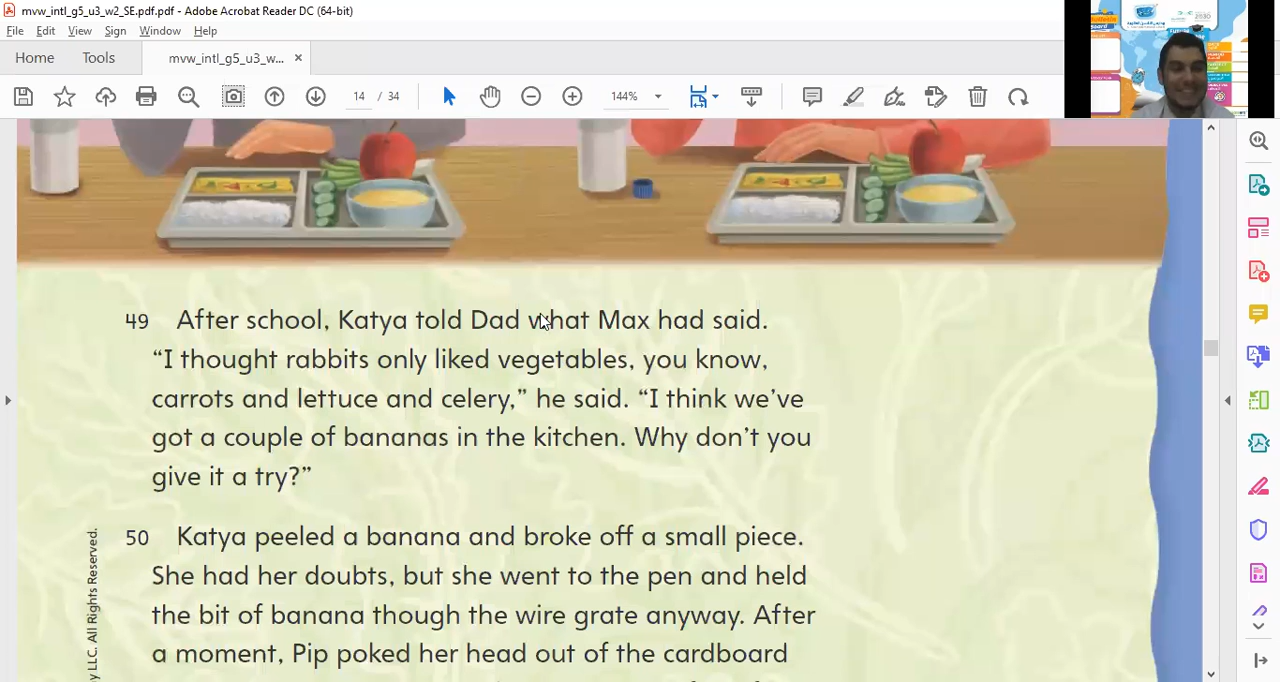 mvw_intl_g5_u3_w2_SE.pdf.pdf - Adobe Acrobat Reader DC (64-bit)
File Edit View Sign Window Help
Home Tools mvw_intl_g5_u3_w... ×
14 / 34 144%
2030
49 After school, Katya told Dad what Max had said.
“I thought rabbits only liked vegetables, you know,
carrots and lettuce and celery,” he said. “I think we’ve
got a couple of bananas in the kitchen. Why don’t you
give it a try?”
50 Katya peeled a banana and broke off a small piece.
She had her doubts, but she went to the pen and held
the bit of banana though the wire grate anyway. After
a moment, Pip poked her head out of the cardboard
y LLC. All Rights Reserved.